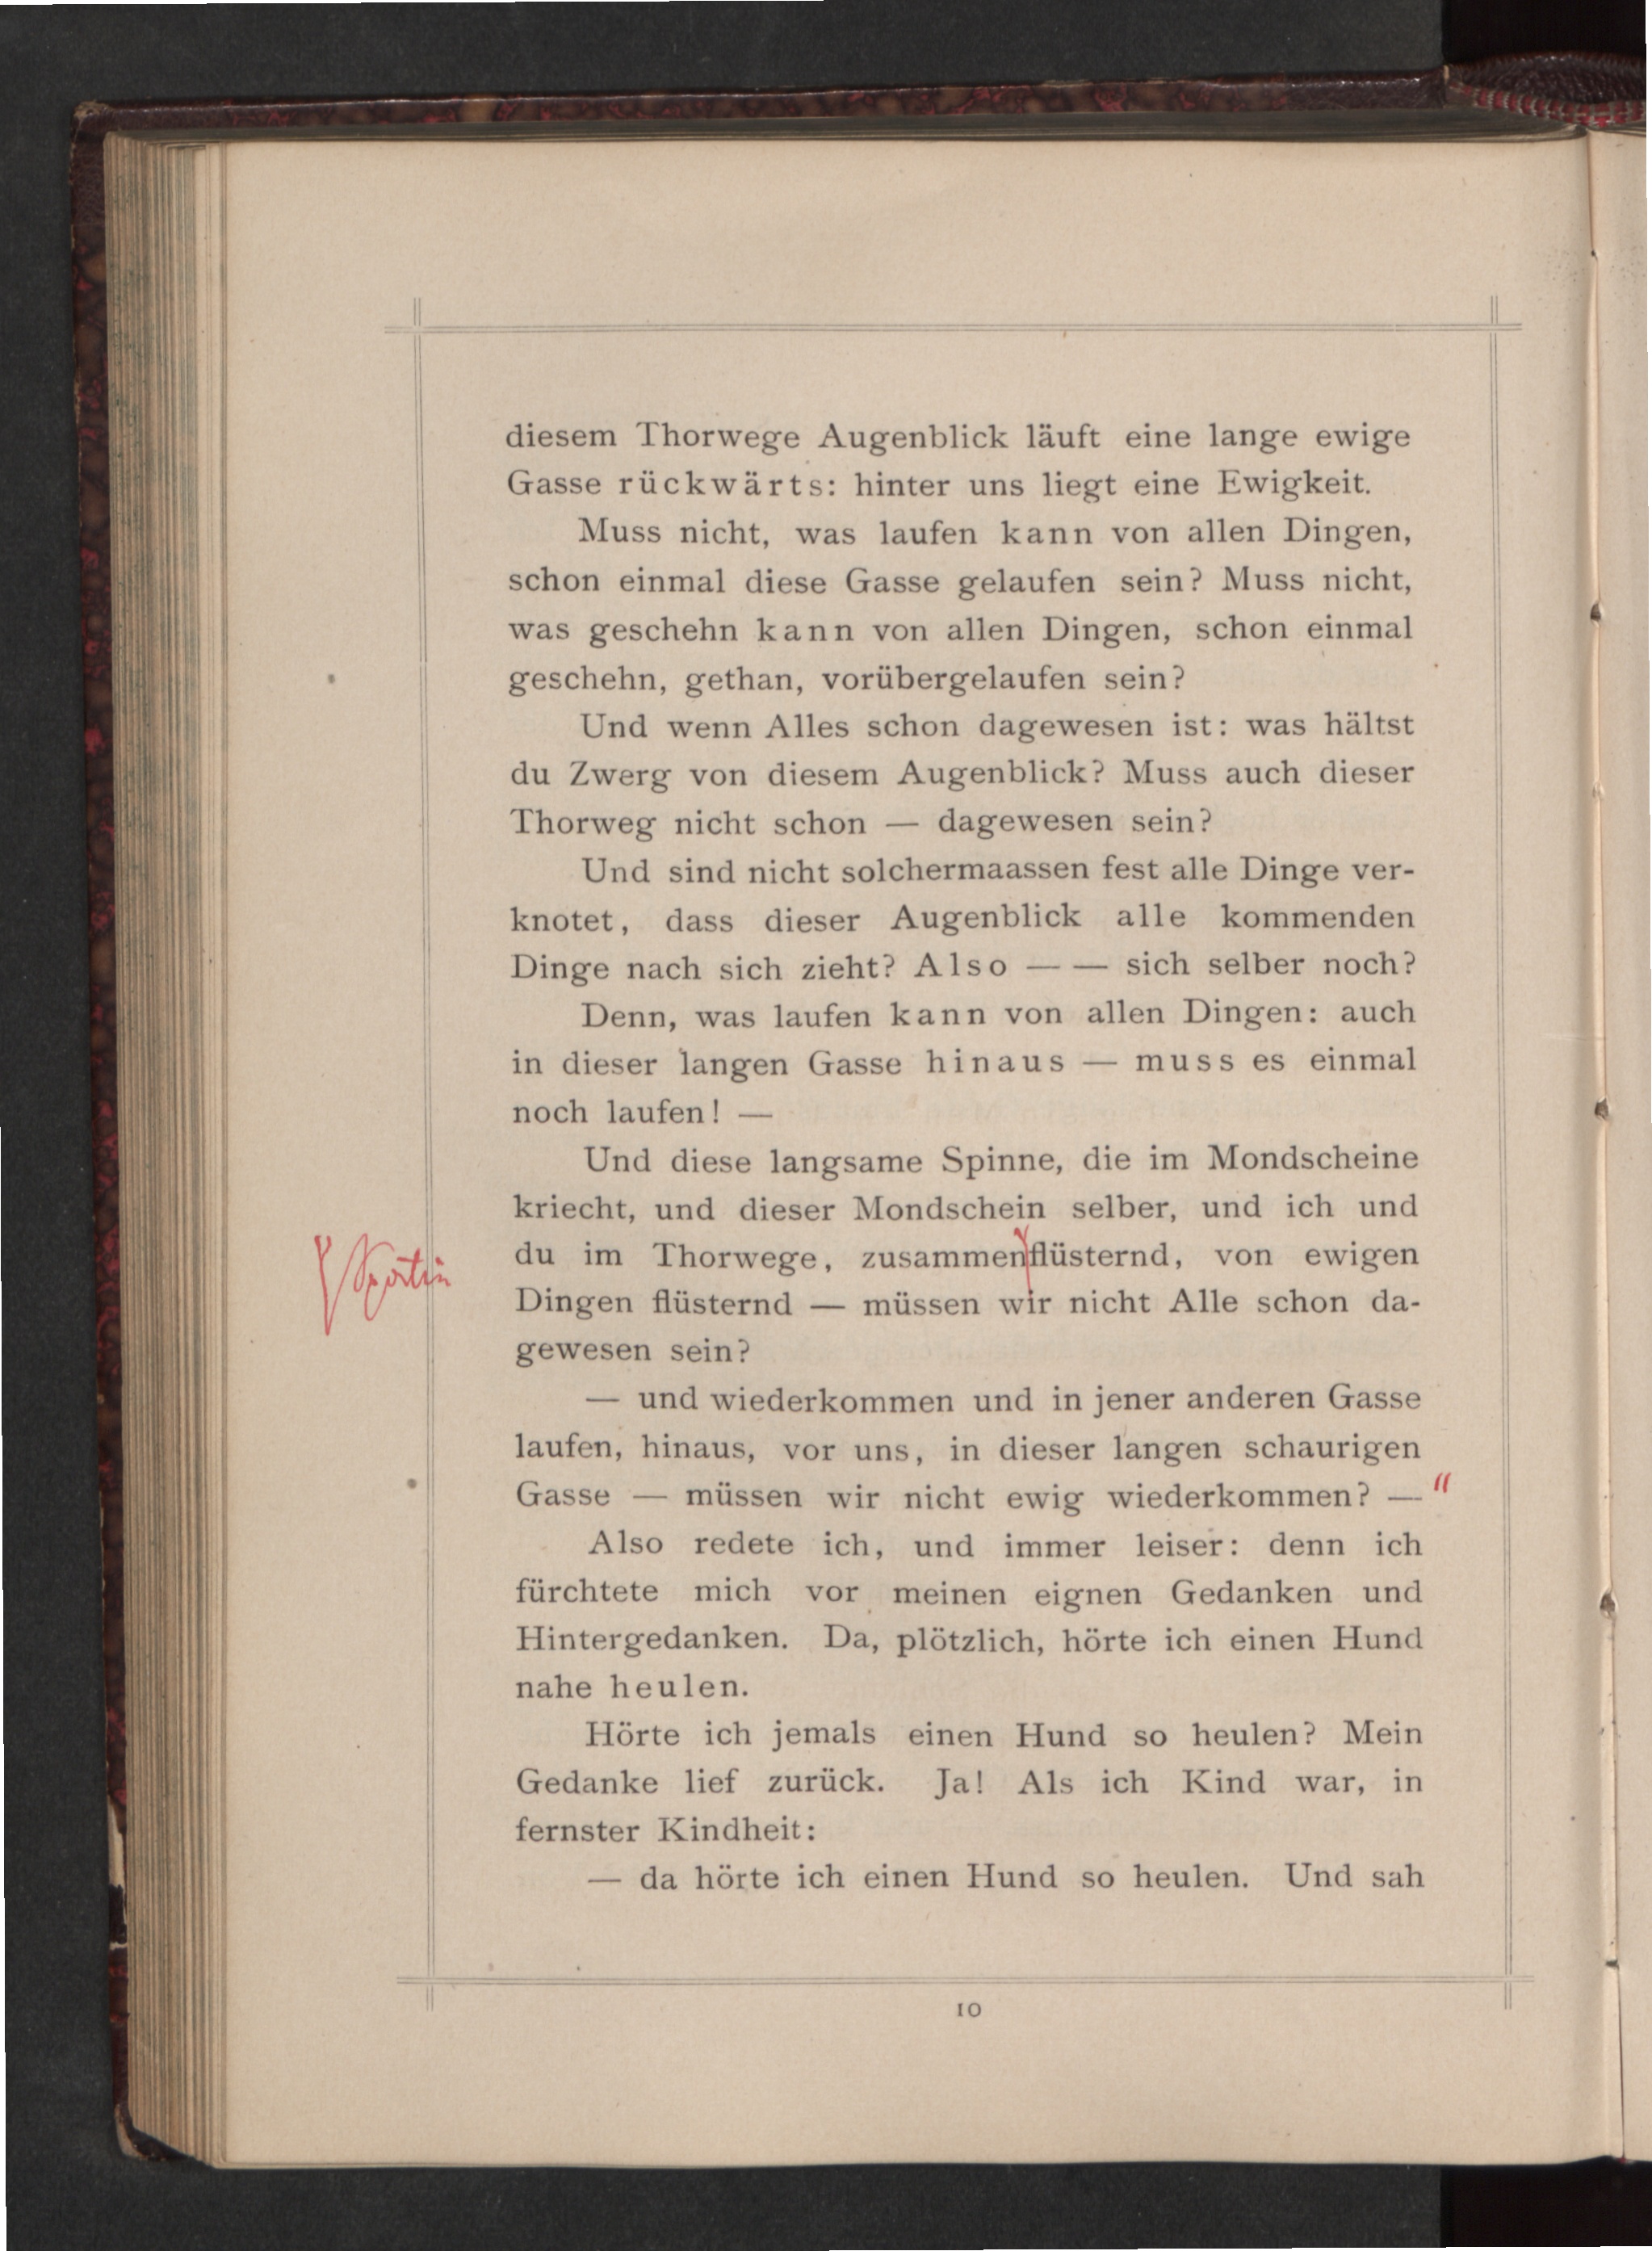 diesem Thorwege Augenblick läuft eine lange ewige
Gasse rückwärts: hinter uns liegt eine Ewigkeit.
Muss nicht, was laufen kann von allen Dingen,
schon einmal diese Gasse gelaufen sein? Muss nicht,
was geschehn kann von allen Dingen, schon einmal
geschehn, gethan, vorübergelaufen sein?
Und wenn Alles schon dagewesen ist: was hältst
du Zwerg von diesem Augenblick? Muss auch dieser
Thorweg nicht schon — dagewesen sein?
Und sind nicht solchermaassen fest alle Dinge ver-
knotet, dass dieser Augenblick alle kommenden
Dinge nach sich zieht? Also — — sich selber noch?
Denn, was laufen kann von allen Dingen: auch
in dieser langen Gasse hinaus — muss es einmal
noch laufen! —
Und diese langsame Spinne, die im Mondscheine
kriecht, und dieser Mondschein selber, und ich und
du im Thorwege, zusammenflüsternd, von ewigen
Dingen flüsternd — müssen wir nicht Alle schon da-
gewesen sein?
— und wiederkommen und in jener anderen Gasse
laufen, hinaus, vor uns, in dieser langen schaurigen
Gasse — müssen wir nicht ewig wiederkommen? — "
Also redete ich, und immer leiser: denn ich
fürchtete mich vor meinen eignen Gedanken und
Hintergedanken. Da, plötzlich, hörte ich einen Hund
nahe heulen.
Hörte ich jemals einen Hund so heulen? Mein
Gedanke lief zurück. Ja! Als ich Kind war, in
fernster Kindheit:
— da hörte ich einen Hund so heulen. Und sah
10